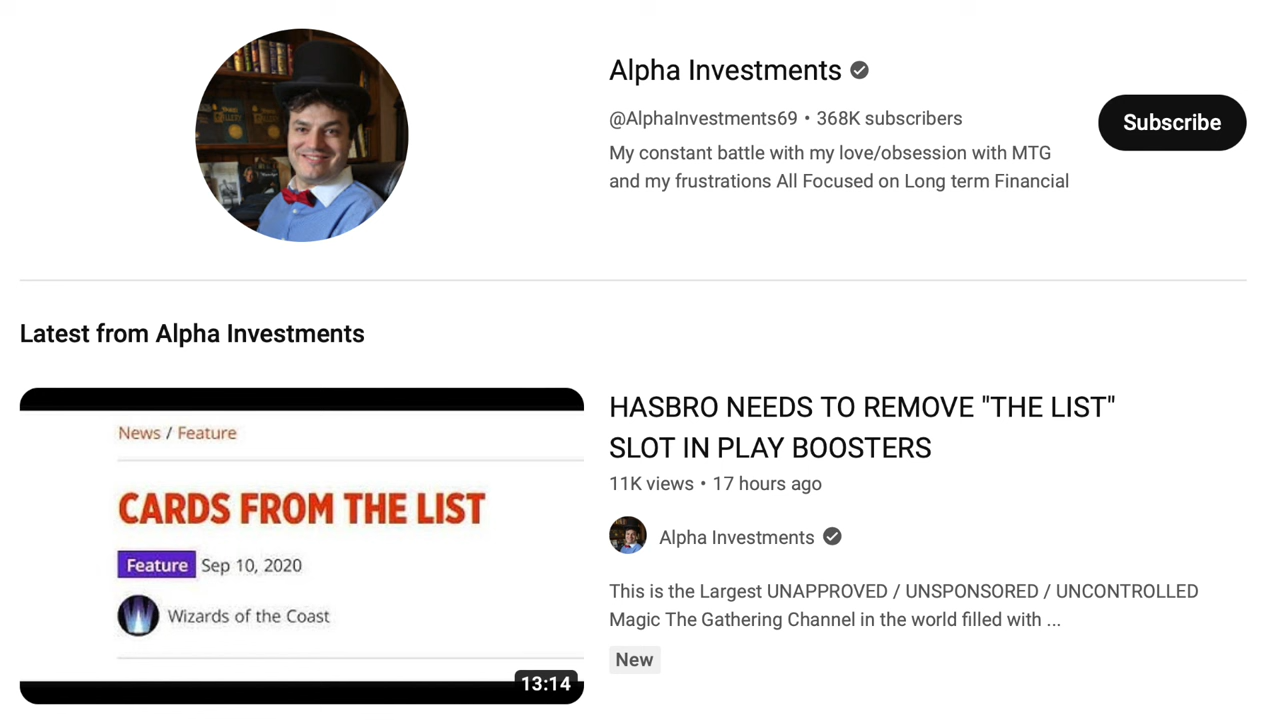 Alpha Investments
@AlphaInvestments69 • 368K subscribers
Subscribe
My constant battle with my love/obsession with MTG
and my frustrations All Focused on Long term Financial
Latest from Alpha Investments
News / Feature
CARDS FROM THE LIST
Feature Sep 10, 2020
Wizards of the Coast
13:14
HASBRO NEEDS TO REMOVE "THE LIST"
SLOT IN PLAY BOOSTERS
11K views • 17 hours ago
Alpha Investments
This is the Largest UNAPPROVED / UNSPONSORED / UNCONTROLLED
Magic The Gathering Channel in the world filled with ...
New